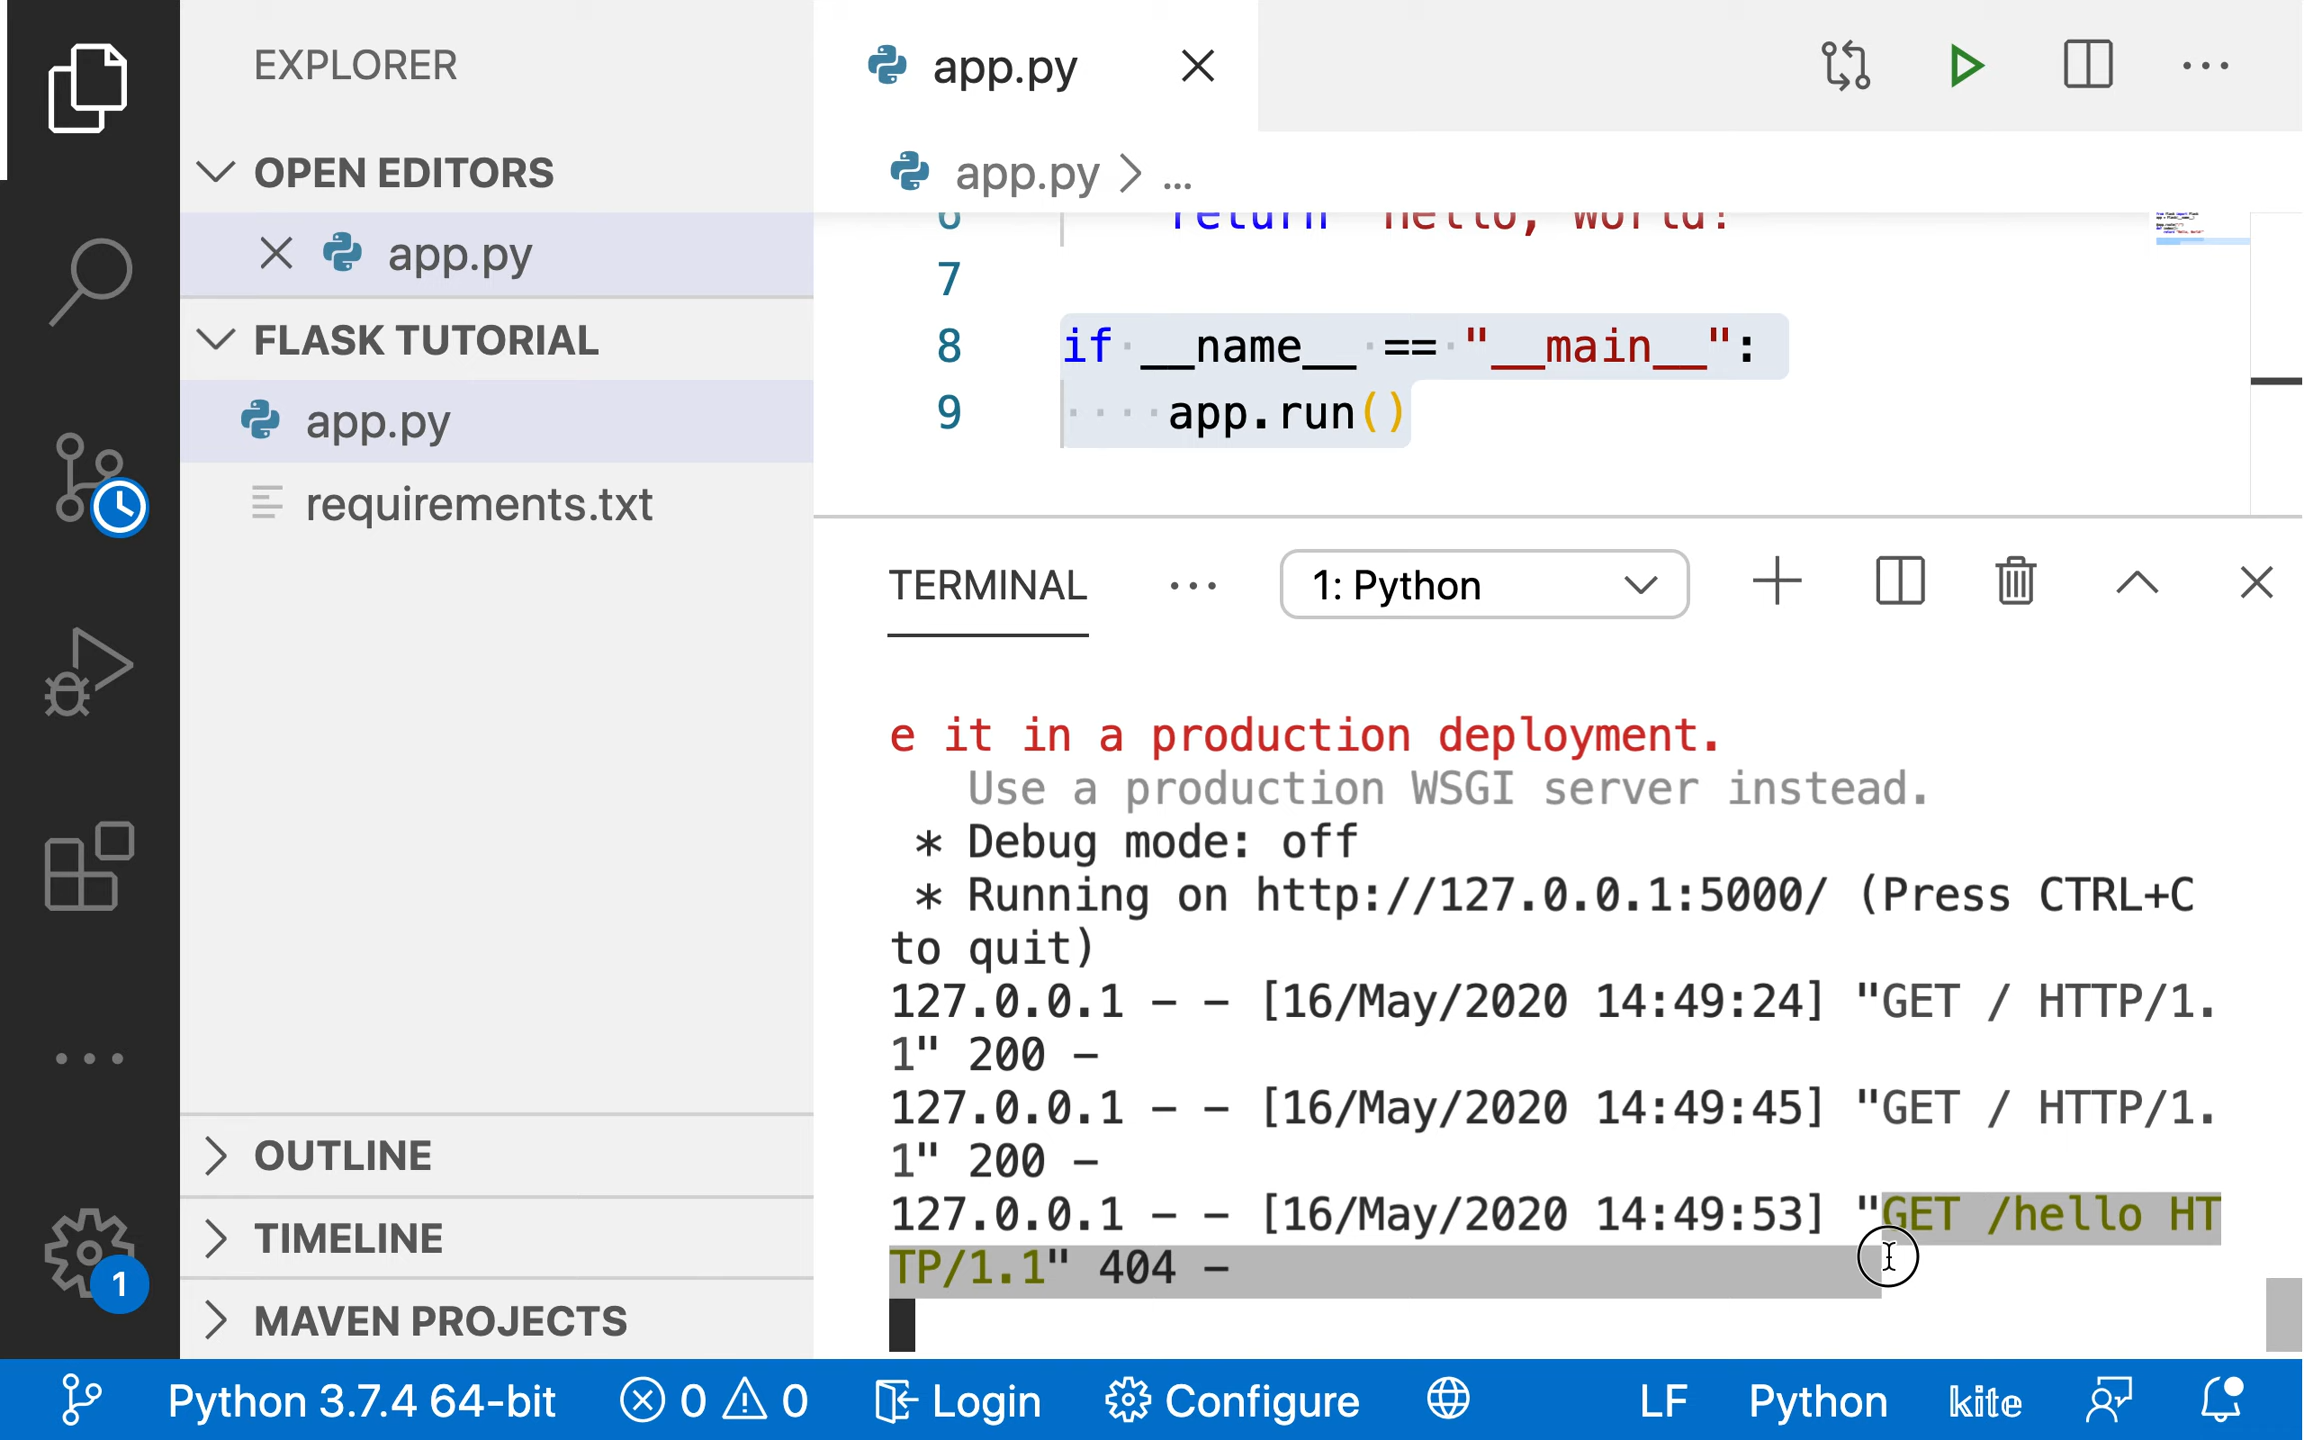 EXPLORER
OPEN EDITORS
app.py
FLASK TUTORIAL
app.py
requirements.txt
OUTLINE
TIMELINE
MAVEN PROJECTS
app.py
app.py > ...
6 return "Hello, World!
7
8 if __name__ == "__main__":
9 app.run()
TERMINAL ... 1: Python
e it in a production deployment.
Use a production WSGI server instead.
* Debug mode: off
* Running on http://127.0.0.1:5000/ (Press CTRL+C
to quit)
127.0.0.1 - - [16/May/2020 14:49:24] "GET / HTTP/1.
1" 200 -
127.0.0.1 - - [16/May/2020 14:49:45] "GET / HTTP/1.
1" 200 -
127.0.0.1 - - [16/May/2020 14:49:53] "GET /hello HT
TP/1.1" 404 -
1
Python 3.7.4 64-bit 0 0 Login Configure LF Python kite